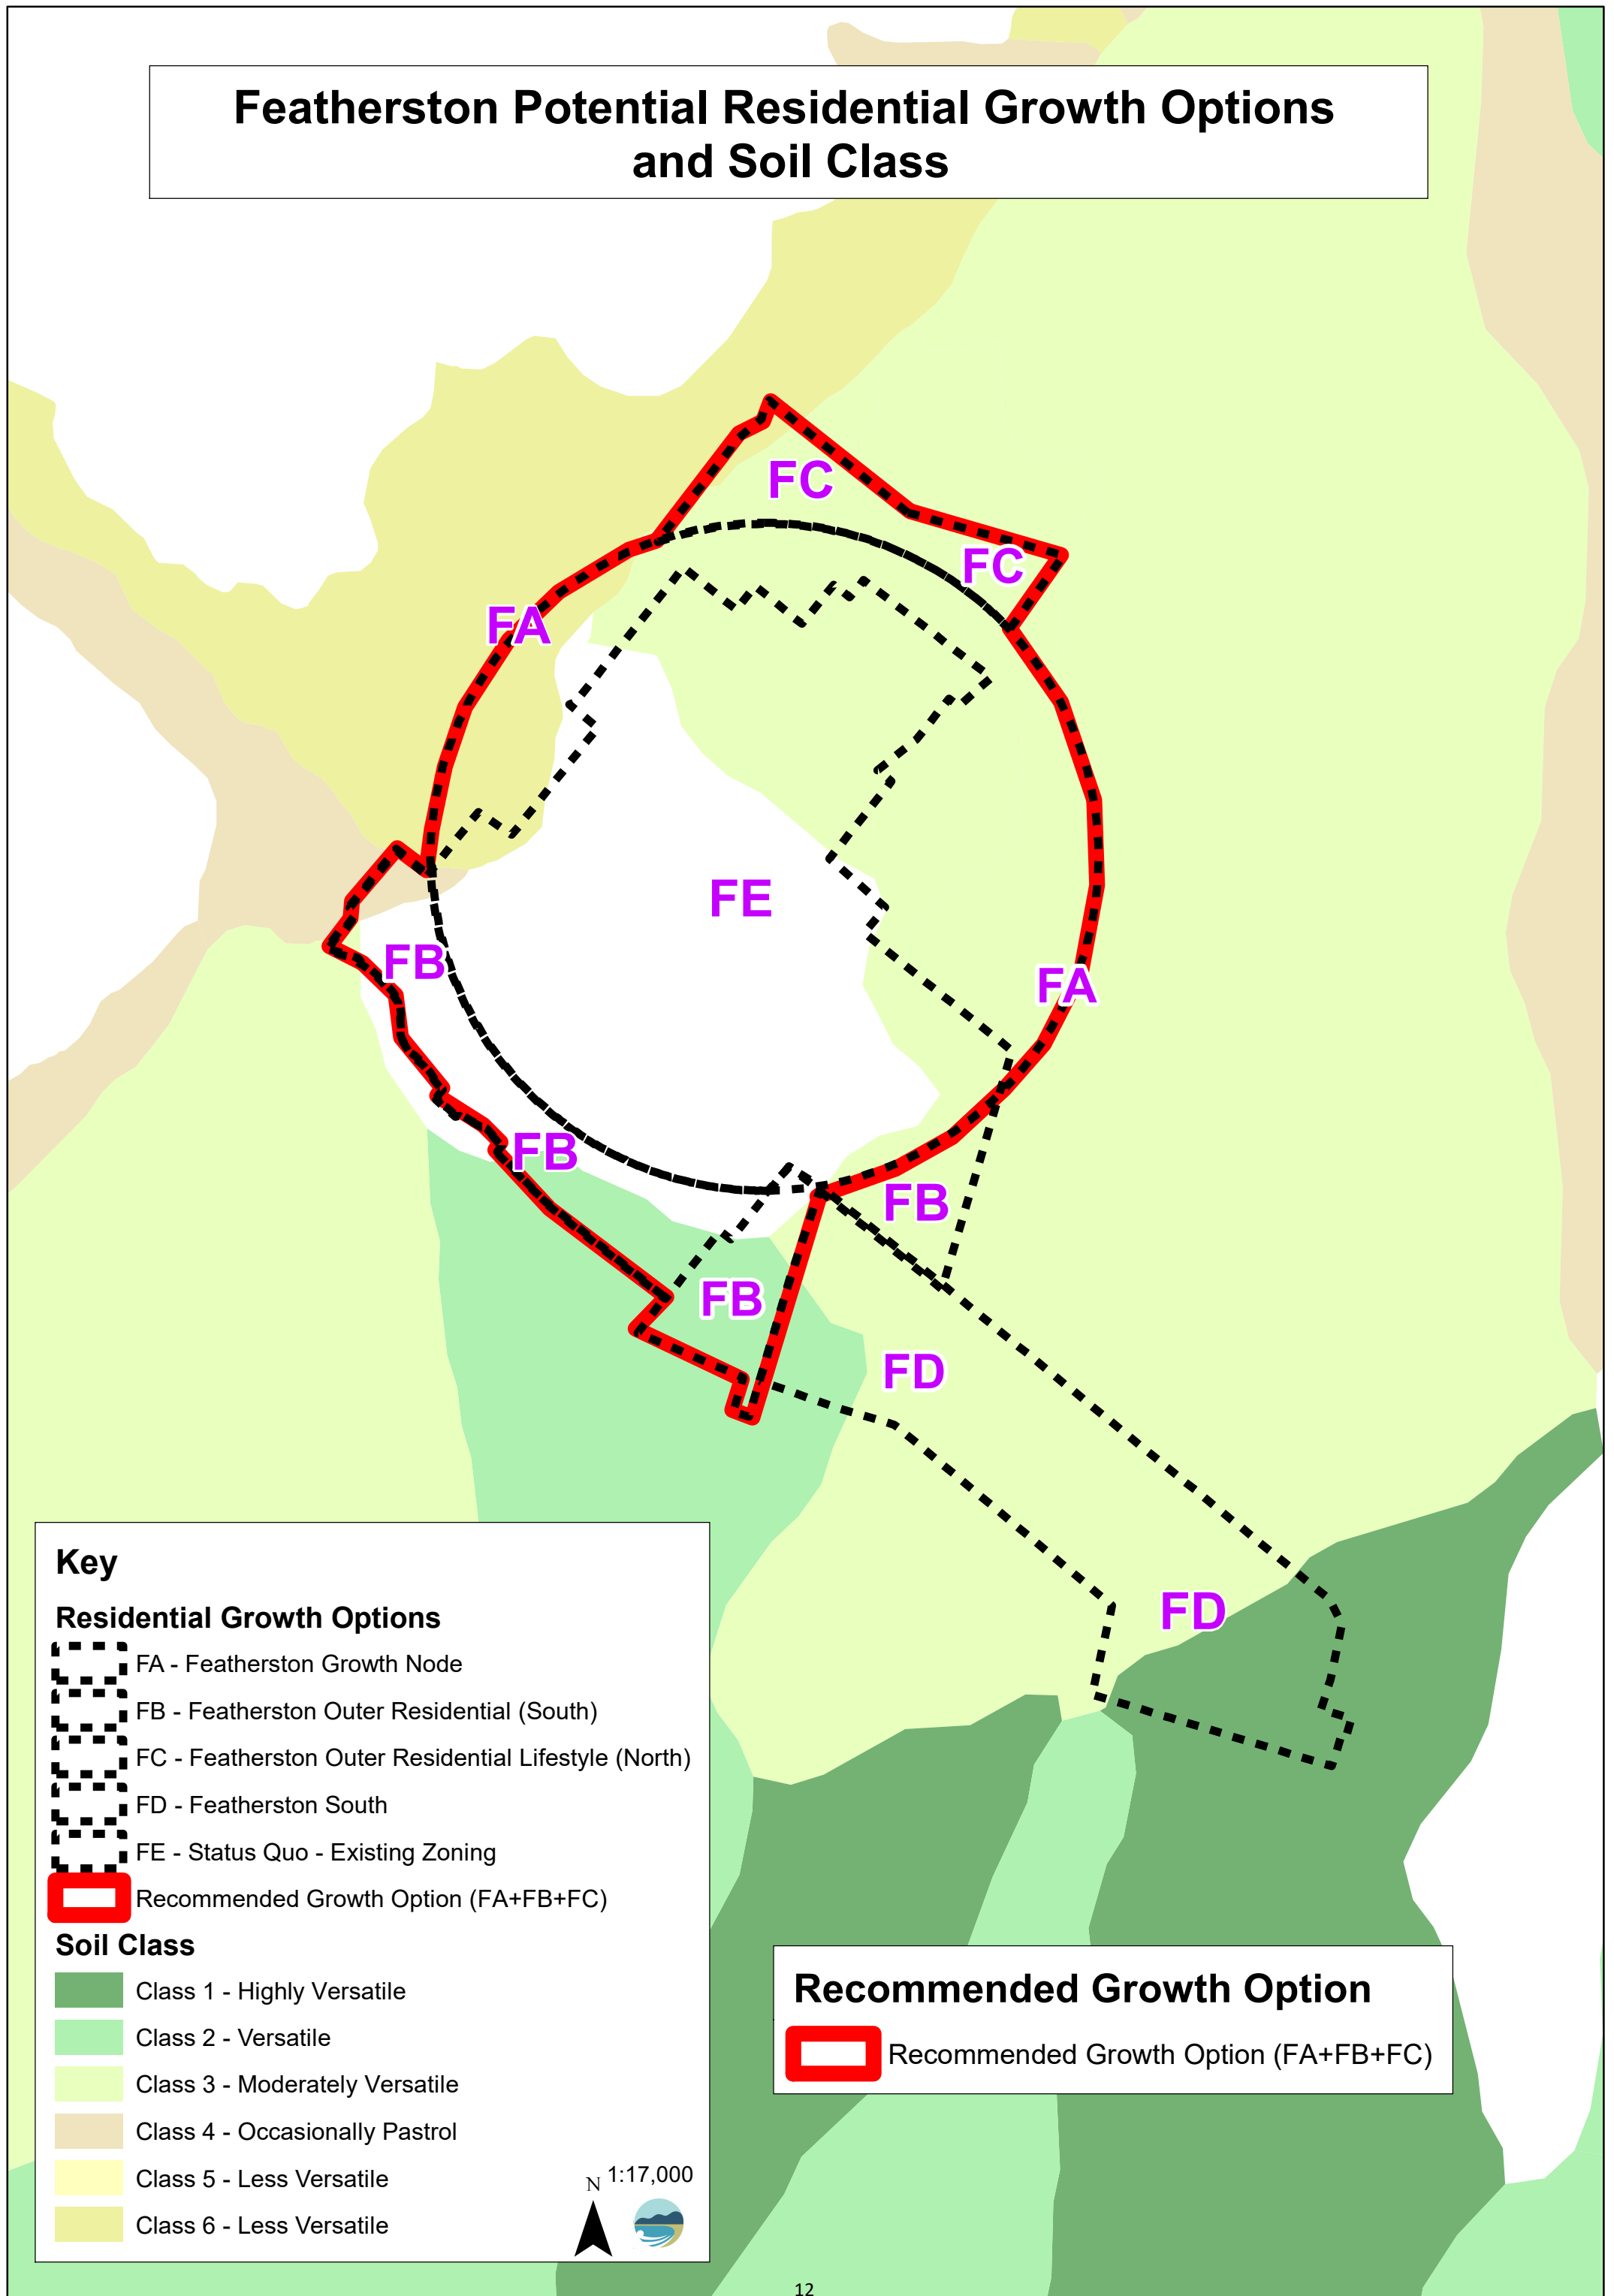 Featherston Potential Residential Growth Options
and Soil Class
FC
FC
FA
FE
FB
FA
FB
FB
FB
FD
FD
Key
Residential Growth Options
FA - Featherston Growth Node
FB - Featherston Outer Residential (South)
FC - Featherston Outer Residential Lifestyle (North)
FD - Featherston South
FE - Status Quo - Existing Zoning
Recommended Growth Option (FA+FB+FC)
Soil Class
Class 1 - Highly Versatile
Class 2 - Versatile
Class 3 - Moderately Versatile
Class 4 - Occasionally Pastrol
Class 5 - Less Versatile
Class 6 - Less Versatile
N 1:17,000
Recommended Growth Option
Recommended Growth Option (FA+FB+FC)
12